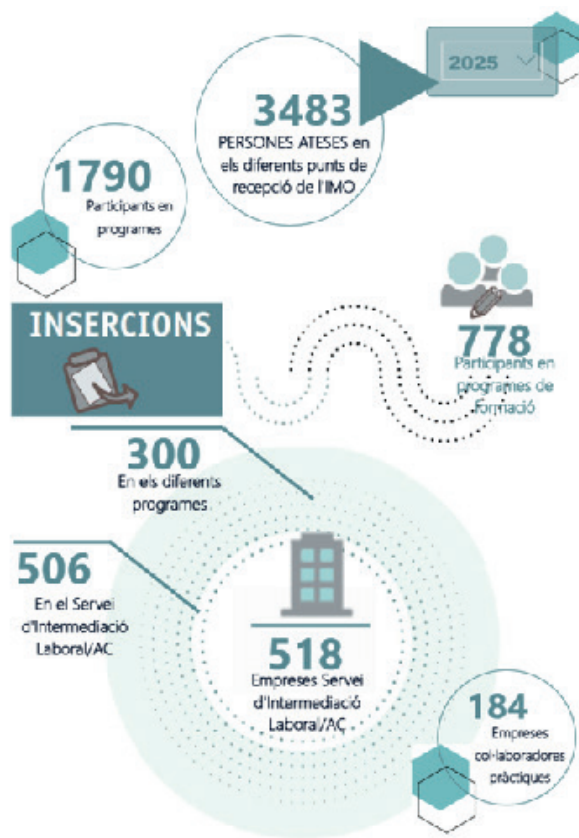 2025
3483
PERSONES ATESES en
els diferents punts de
recepció de l'IMO
1790
Participants en
programes
INSERCIONS
778
Participants en
programes de
formació
300
En els diferents
programes
506
En el Servei
d'Intermediació
Laboral/AC
518
Empreses Servei
d'Intermediació
Laboral/AC
184
Empreses
col·laboradores
pràctiques